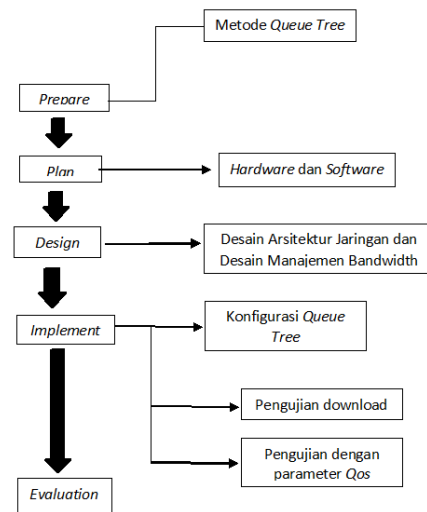 Metode Queue Tree
Prepare
Plan
Hardware dan Software
Design
Desain Arsitektur Jaringan dan
Desain Manajemen Bandwidth
Implement
Konfigurasi Queue
Tree
Pengujian download
Pengujian dengan
parameter Qos
Evaluation